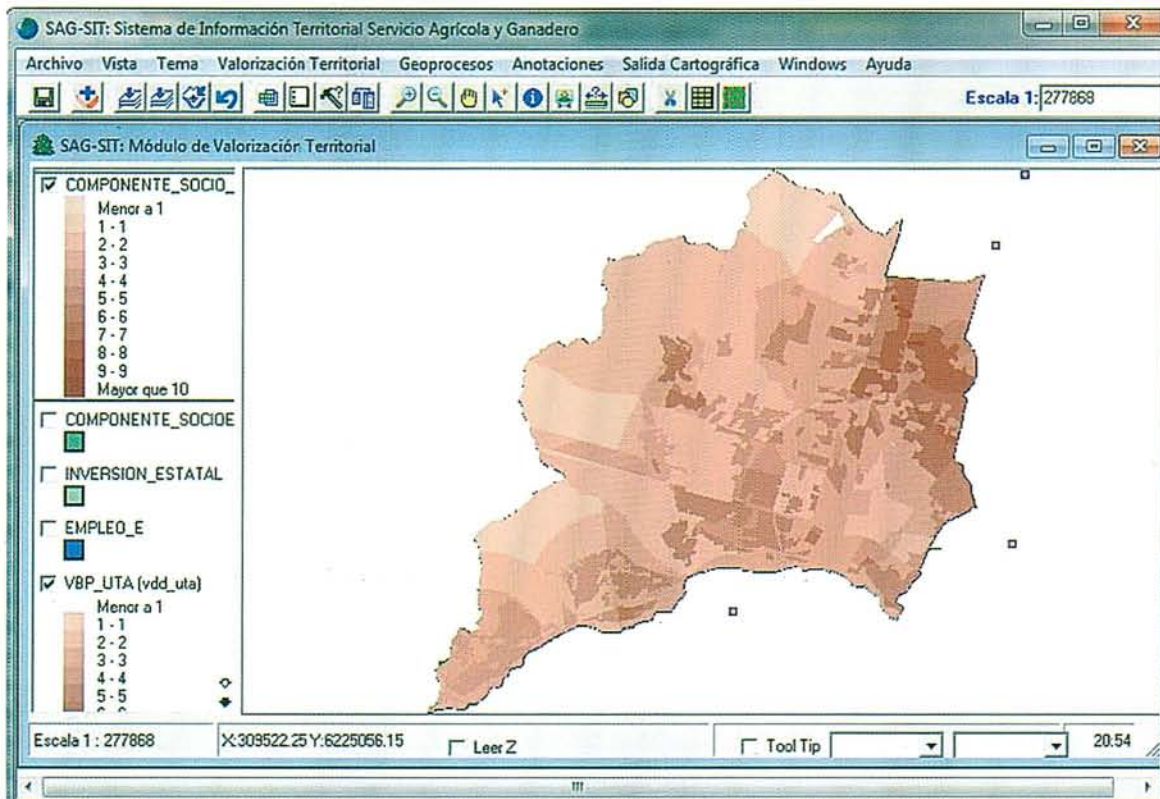 SAG-SIT: Sistema de Información Territorial Servicio Agrícola y Ganadero
Archivo Vista Tema Valorización Territorial Geoprocesos Anotaciones Salida Cartográfica Windows Ayuda
Escala 1: 277868
SAG-SIT: Módulo de Valorización Territorial
COMPONENTE_SOCIO_
Menor a 1
1 - 1
2 - 2
3 - 3
4 - 4
5 - 5
6 - 6
7 - 7
8 - 8
9 - 9
Mayor que 10
COMPONENTE_SOCIOE
INVERSION_ESTATAL
EMPLEO_E
VBP_UTA (vdd_uta)
Menor a 1
1 - 1
2 - 2
3 - 3
4 - 4
5 - 5
Escala 1 : 277868 X:309522.25 Y:6225056.15 Leer Z Tool Tip 20.54